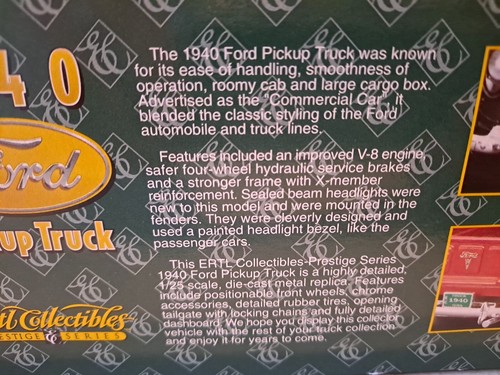 40
Ford
up Truck
tl Collectibles
ESTIGE SERIES
The 1940 Ford Pickup Truck was known
for its ease of handling, smoothness of
operation, roomy cab and large cargo box.
Advertised as the "Commercial Car", it
blended the classic styling of the Ford
automobile and truck lines.
Features included an improved V-8 engine,
safer four-wheel hydraulic service brakes
and a stronger frame with X-member
reinforcement. Sealed beam headlights were
new to this model and were mounted in the
fenders. They were cleverly designed and
used a painted headlight bezel, like the
passenger cars.
This ERTL Collectibles-Prestige Series
1940 Ford Pickup Truck is a highly detailed,
1/25 scale, die-cast metal replica. Features
include positionable front wheels, chrome
accessories, detailed rubber tires, opening
tailgate with locking chains and fully detailed
dashboard. We hope you display this collector
vehicle with the rest of your truck collection
and enjoy it for years to come.
1940